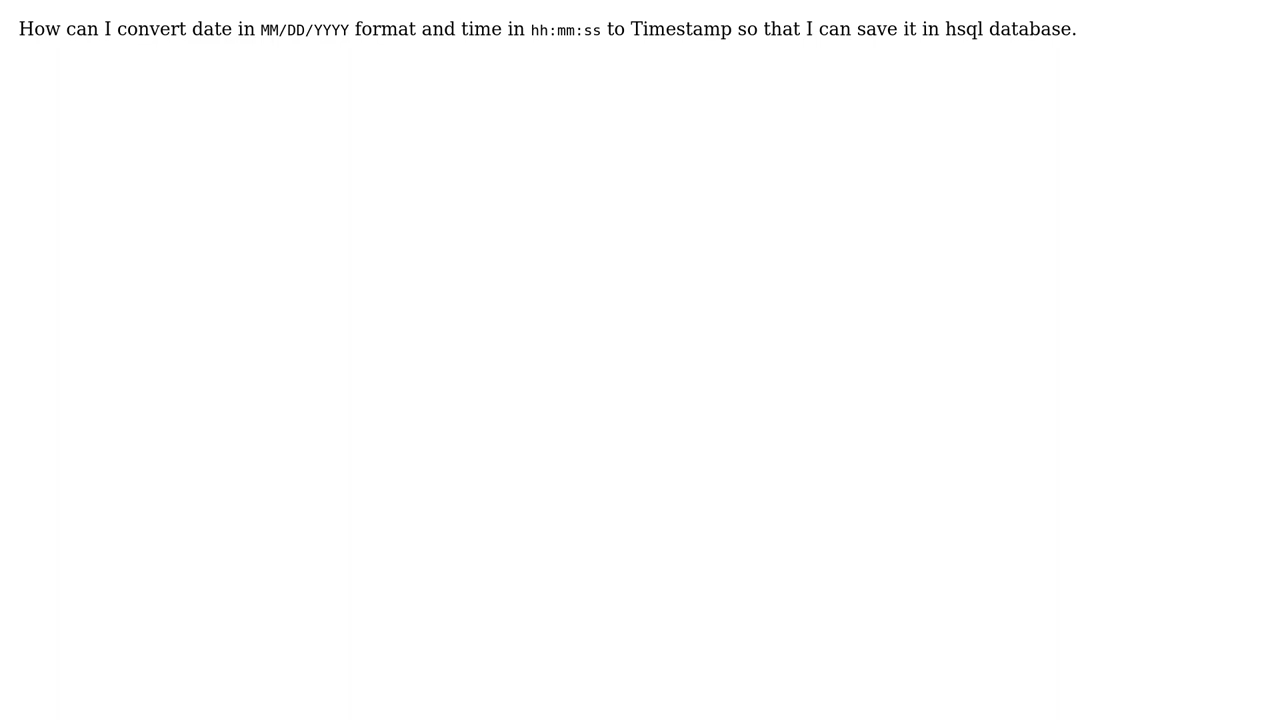 How can I convert date in MM/DD/YYYY format and time in hh:mm:ss to Timestamp so that I can save it in hsql database.